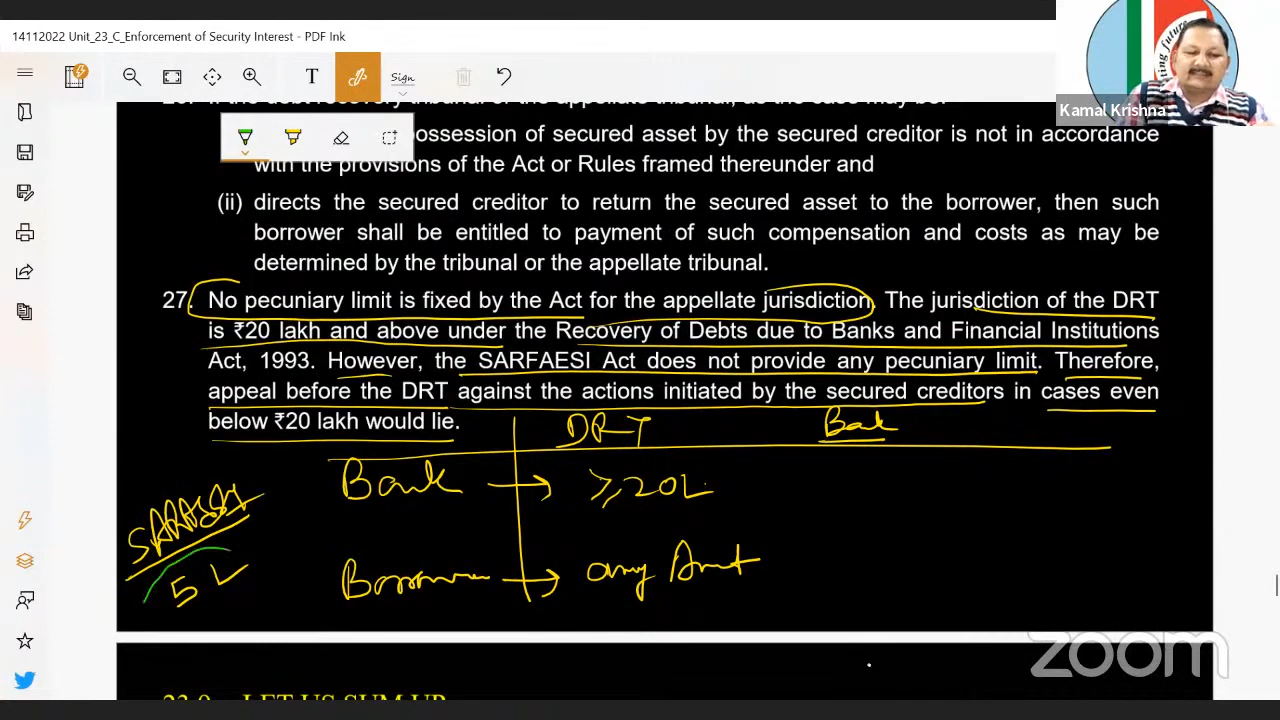 14112022 Unit_23_C_Enforcement of Security Interest - PDF Ink
T
Sign
Kamal Krishna
ossession of secured asset by the secured creditor is not in accordance
with the provisions of the Act or Rules framed thereunder and
(ii) directs the secured creditor to return the secured asset to the borrower, then such
borrower shall be entitled to payment of such compensation and costs as may be
determined by the tribunal or the appellate tribunal.
27. No pecuniary limit is fixed by the Act for the appellate jurisdiction. The jurisdiction of the DRT
is ₹20 lakh and above under the Recovery of Debts due to Banks and Financial Institutions
Act, 1993. However, the SARFAESI Act does not provide any pecuniary limit. Therefore,
appeal before the DRT against the actions initiated by the secured creditors in cases even
below ₹20 lakh would lie.
DRT
Bank → ≥20L
5L
Borrower → any Amt
zoom
23.9 LET US SUM UP